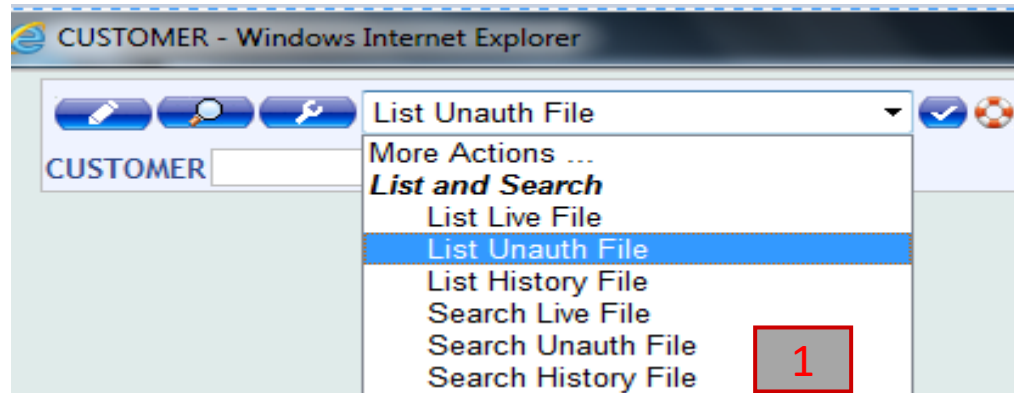 CUSTOMER - Windows Internet Explorer
List Unauth File
CUSTOMER
More Actions ...
List and Search
List Live File
List Unauth File
List History File
Search Live File
Search Unauth File
Search History File
1